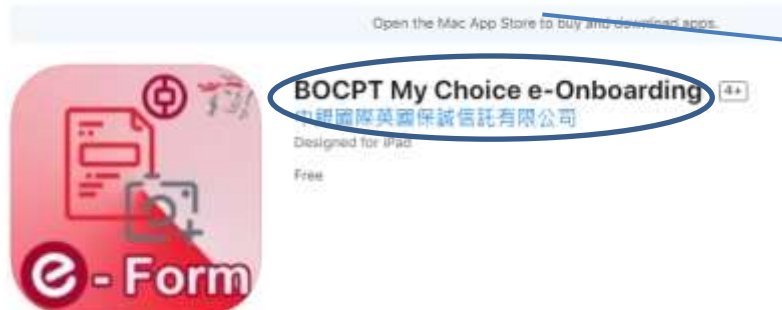 Open the Mac App Store to buy and download apps.
BOCPT My Choice e-Onboarding 4+
中銀國際英國保誠信託有限公司
Designed for iPad
Free
e - Form